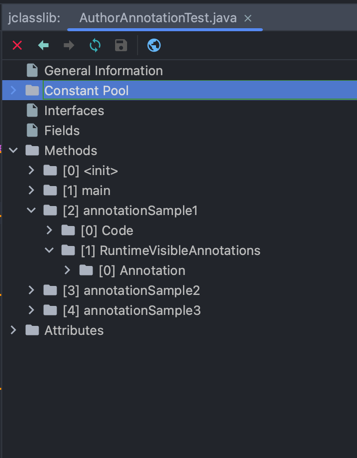 jclasslib: AuthorAnnotationTest.java
General Information
Constant Pool
Interfaces
Fields
Methods
[0] <init>
[1] main
[2] annotationSample1
[0] Code
[1] RuntimeVisibleAnnotations
[0] Annotation
[3] annotationSample2
[4] annotationSample3
Attributes